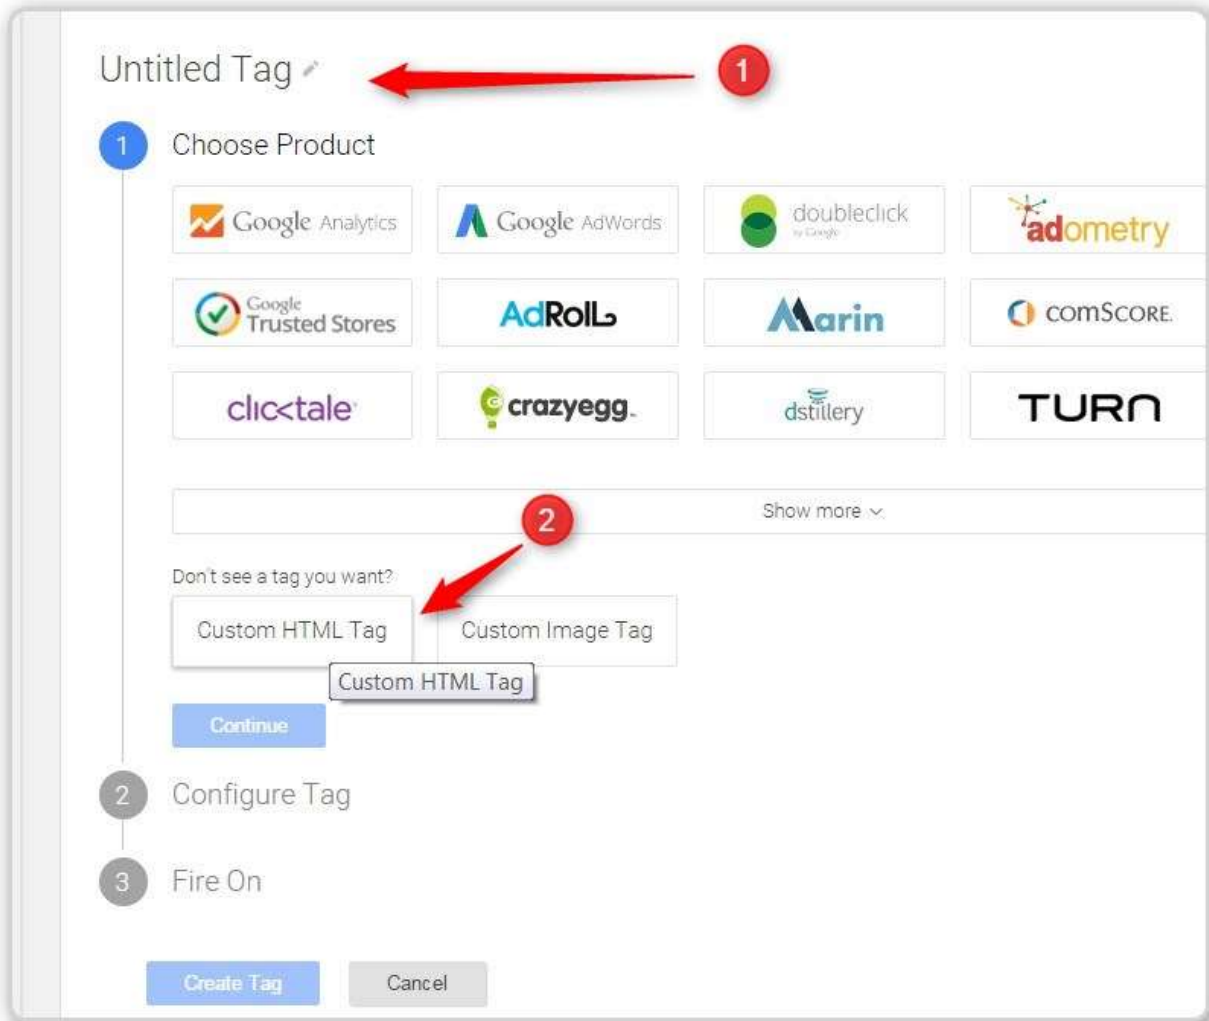 Untitled Tag
1
1
Choose Product
Google Analytics
Google AdWords
doubleclick
by Google
adometry
Google
Trusted Stores
AdRoll
Marin
comScore.
clicktale
crazyegg
dstillery
TURN
Show more
2
Don't see a tag you want?
Custom HTML Tag
Custom Image Tag
Custom HTML Tag
Continue
2
Configure Tag
3
Fire On
Create Tag
Cancel